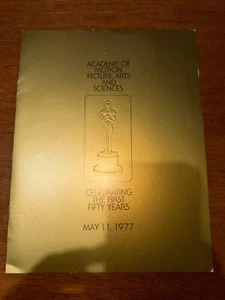 ACADEMY OF
MOTION
PICTURE ARTS
AND
SCIENCES
CELEBRATING
THE FIRST
FIFTY YEARS
MAY 11, 1977